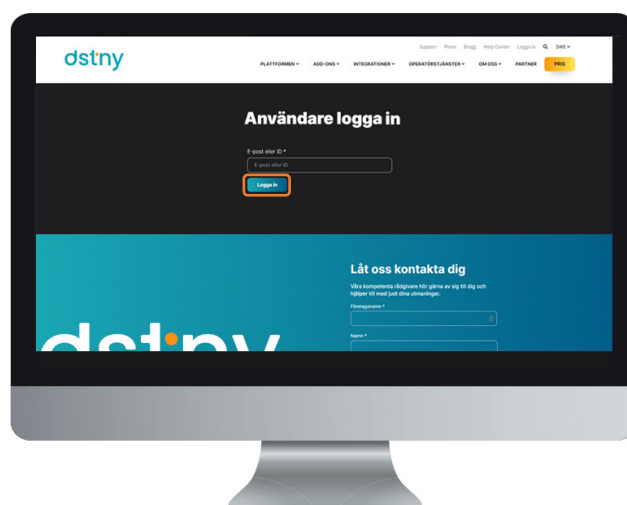 dstny
Support Press Blogg Help Center Logga in SWE
PLATTFORMEN ADD-ONS INTEGRATIONER OPERATÖRSTJÄNSTER OM OSS PARTNER PRIS
Användare logga in
E-post eller ID *
E-post eller ID
Logga in
Låt oss kontakta dig
Våra kompetenta rådgivare hör gärna av sig till dig och
hjälper till med just dina utmaningar.
Företagsnamn *
Namn *
dstny